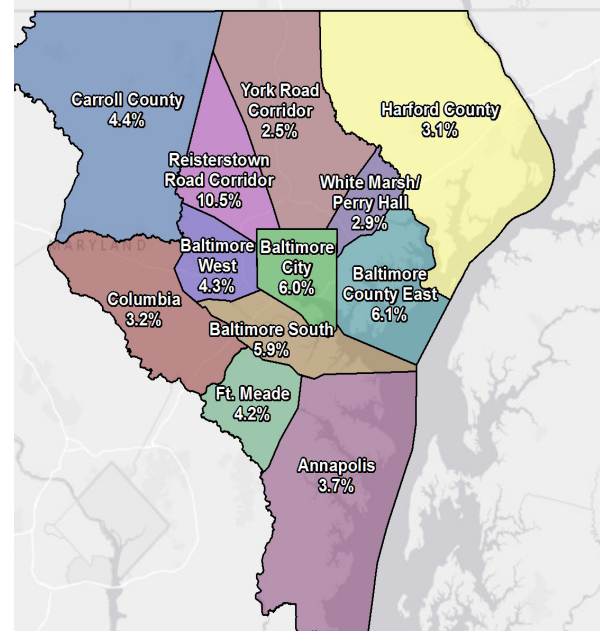 Carroll County
4.4%
York Road
Corridor
2.5%
Harford County
3.1%
Reisterstown
Road Corridor
10.5%
White Marsh/
Perry Hall
2.9%
MARYLAND
Baltimore
West
4.3%
Baltimore
City
6.0%
Baltimore
County East
6.1%
Columbia
3.2%
Baltimore South
5.9%
Ft. Meade
4.2%
Annapolis
3.7%